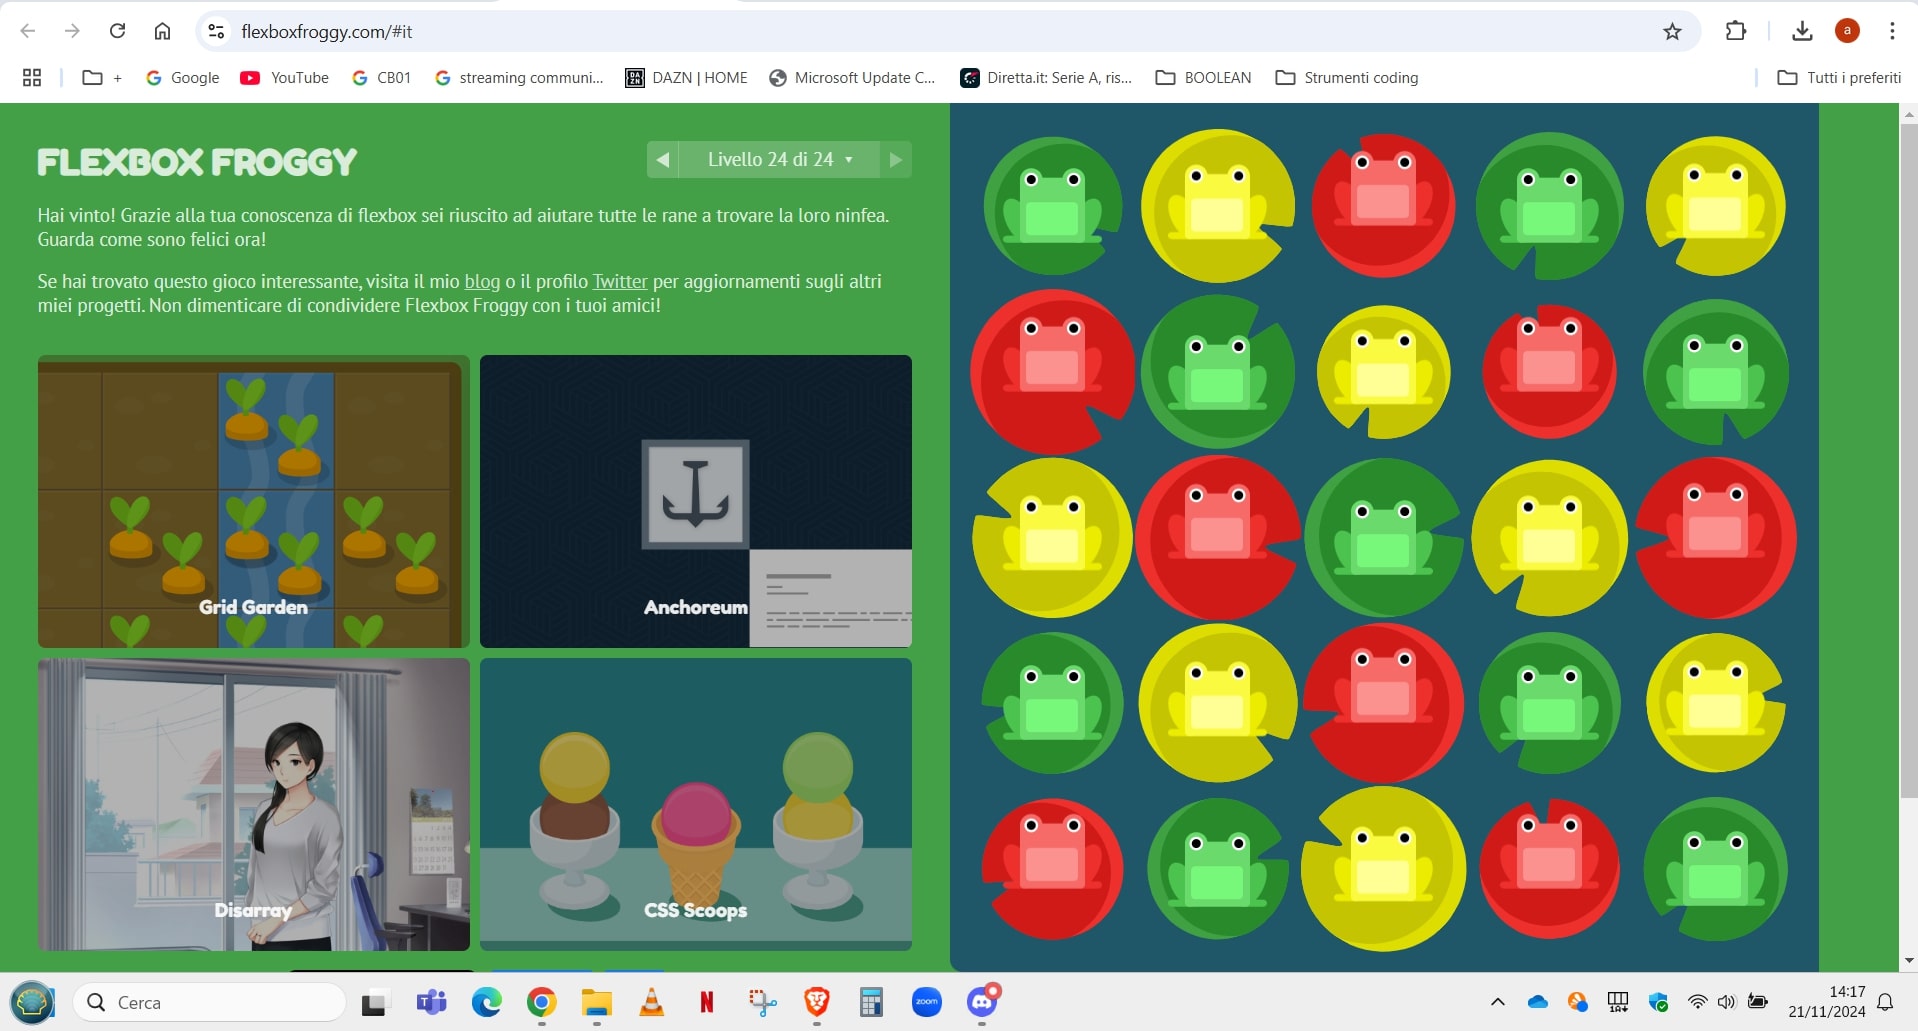 flexboxfroggy.com/#it
a
+
Google
YouTube
CB01
streaming communi...
DAZN | HOME
Microsoft Update C...
Diretta.it: Serie A, ris...
BOOLEAN
Strumenti coding
Tutti i preferiti
FLEXBOX FROGGY
Livello 24 di 24
Hai vinto! Grazie alla tua conoscenza di flexbox sei riuscito ad aiutare tutte le rane a trovare la loro ninfea.
Guarda come sono felici ora!
Se hai trovato questo gioco interessante, visita il mio blog o il profilo Twitter per aggiornamenti sugli altri
miei progetti. Non dimenticare di condividere Flexbox Froggy con i tuoi amici!
Grid Garden
Anchoreum
Disarray
CSS Scoops
Cerca
zoom
14:17
21/11/2024